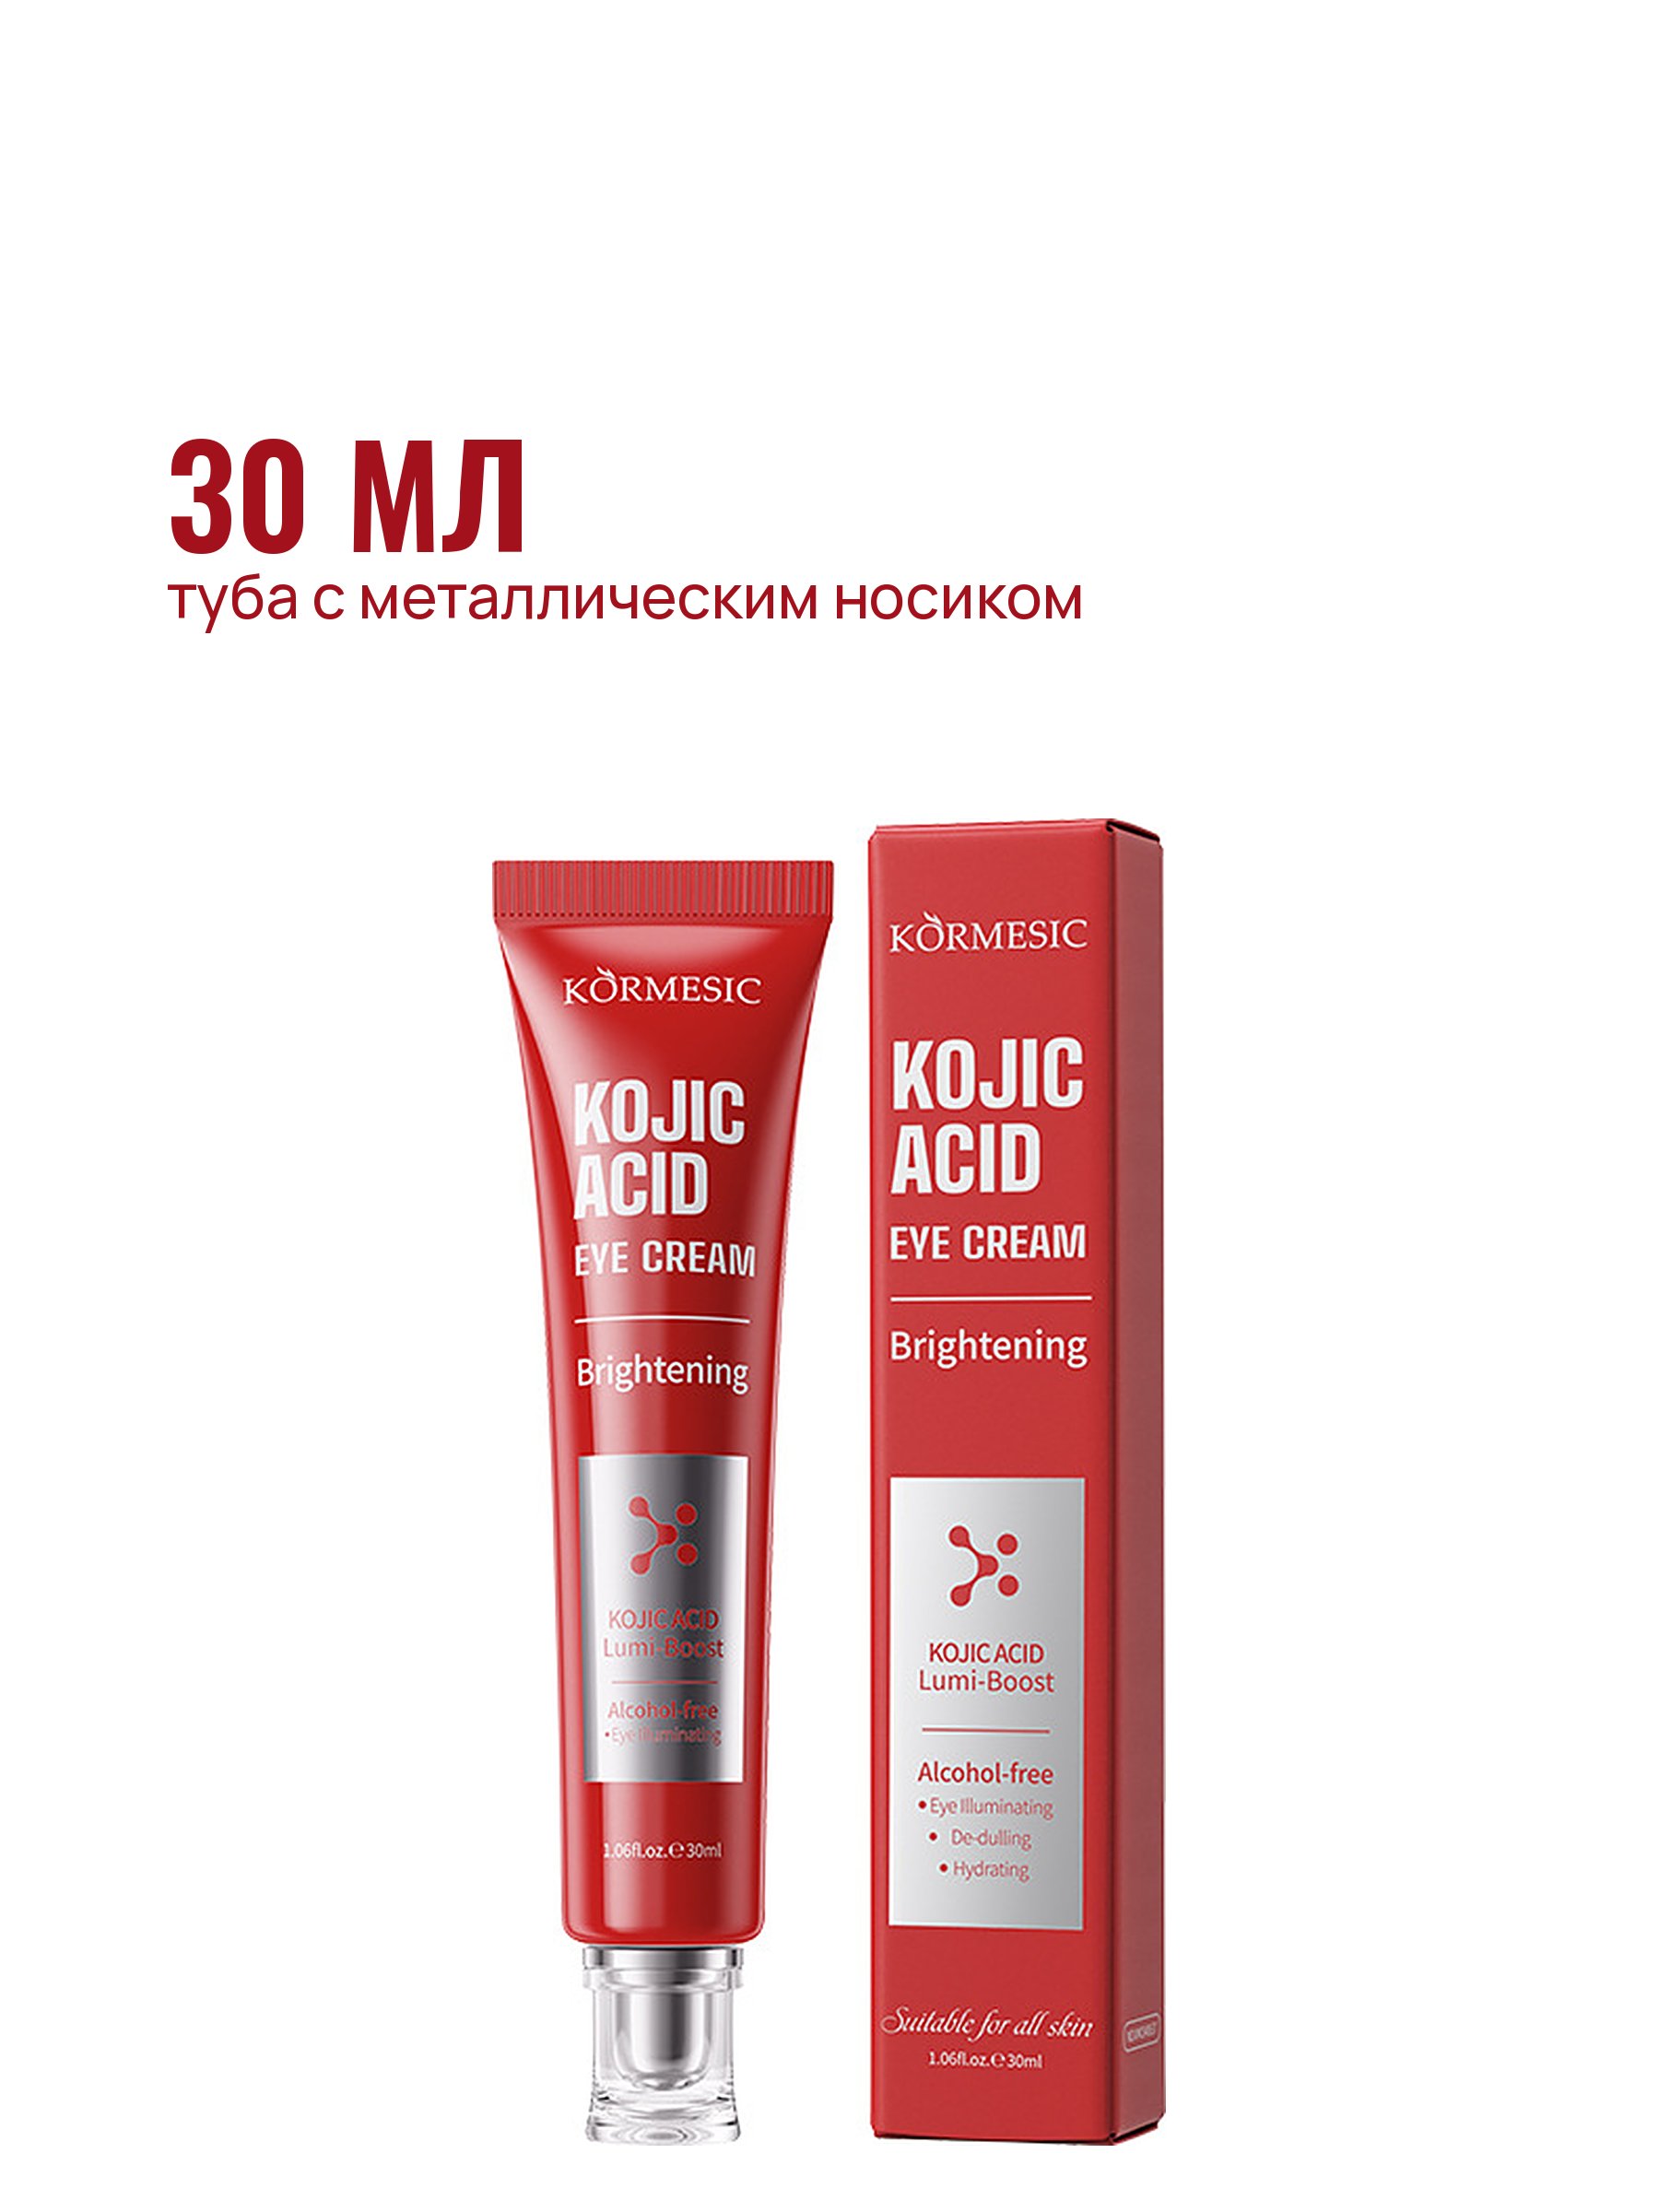 30 МЛ
туба с металлическим носиком
KORMESIC
KOJIC
ACID
EYE CREAM
Brightening
KOJIC ACID
Lumi-Boost
Alcohol-free
• Eye Illuminating
1.06fl.oz.℮30ml
KORMESIC
KOJIC
ACID
EYE CREAM
Brightening
KOJIC ACID
Lumi-Boost
Alcohol-free
• Eye Illuminating
• De-dulling
• Hydrating
Suitable for all skin
1.06fl.oz.℮30ml